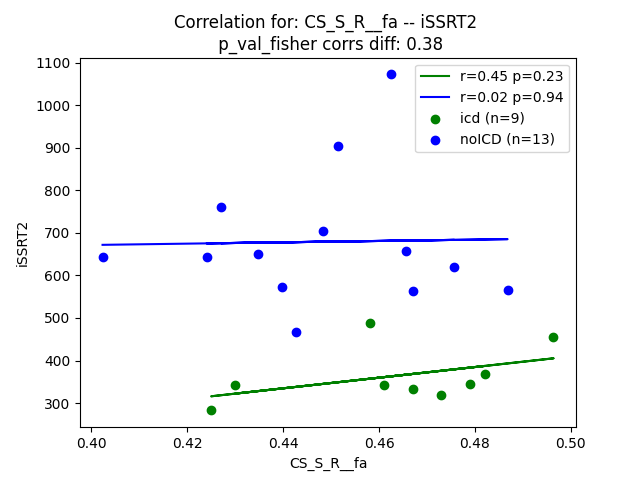 Correlation for: CS_S_R__fa -- iSSRT2
p_val_fisher corrs diff: 0.38
r=0.45 p=0.23
r=0.02 p=0.94
icd (n=9)
noICD (n=13)
iSSRT2
1100
1000
900
800
700
600
500
400
300
0.40 0.42 0.44 0.46 0.48 0.50
CS_S_R__fa